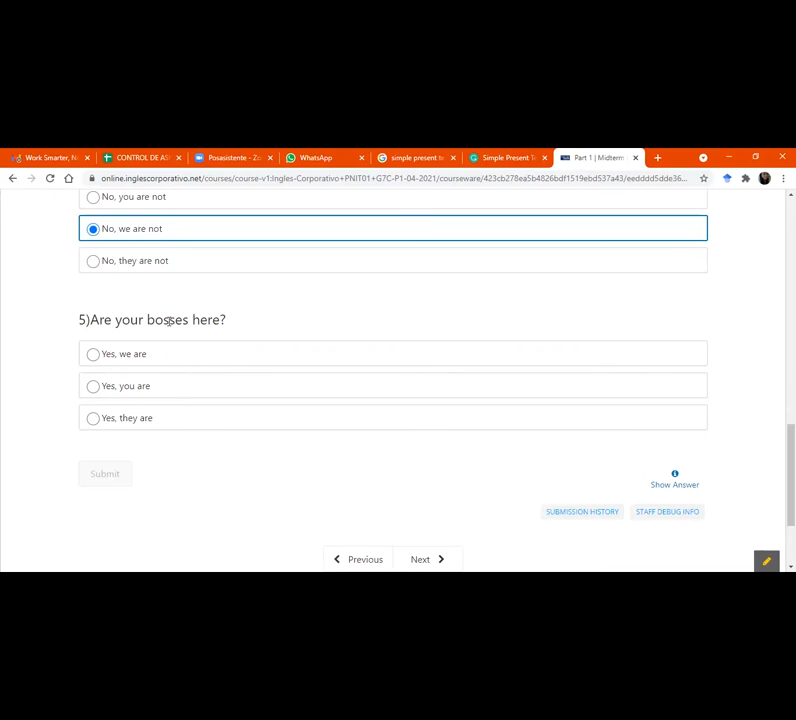 Work Smarter, N
CONTROL DE AS
Posasistente - Zo
WhatsApp
simple present te
Simple Present Te
Part 1 | Midterm
online.inglescorporativo.net/courses/course-v1:Ingles-Corporativo+PNIT01+G7C-P1-04-2021/courseware/423cb278ea5b4826bdf1519ebd537a43/eedddd5dde36...
No, you are not
No, we are not
No, they are not
5)Are your bosses here?
Yes, we are
Yes, you are
Yes, they are
Submit
Show Answer
SUBMISSION HISTORY
STAFF DEBUG INFO
Previous
Next